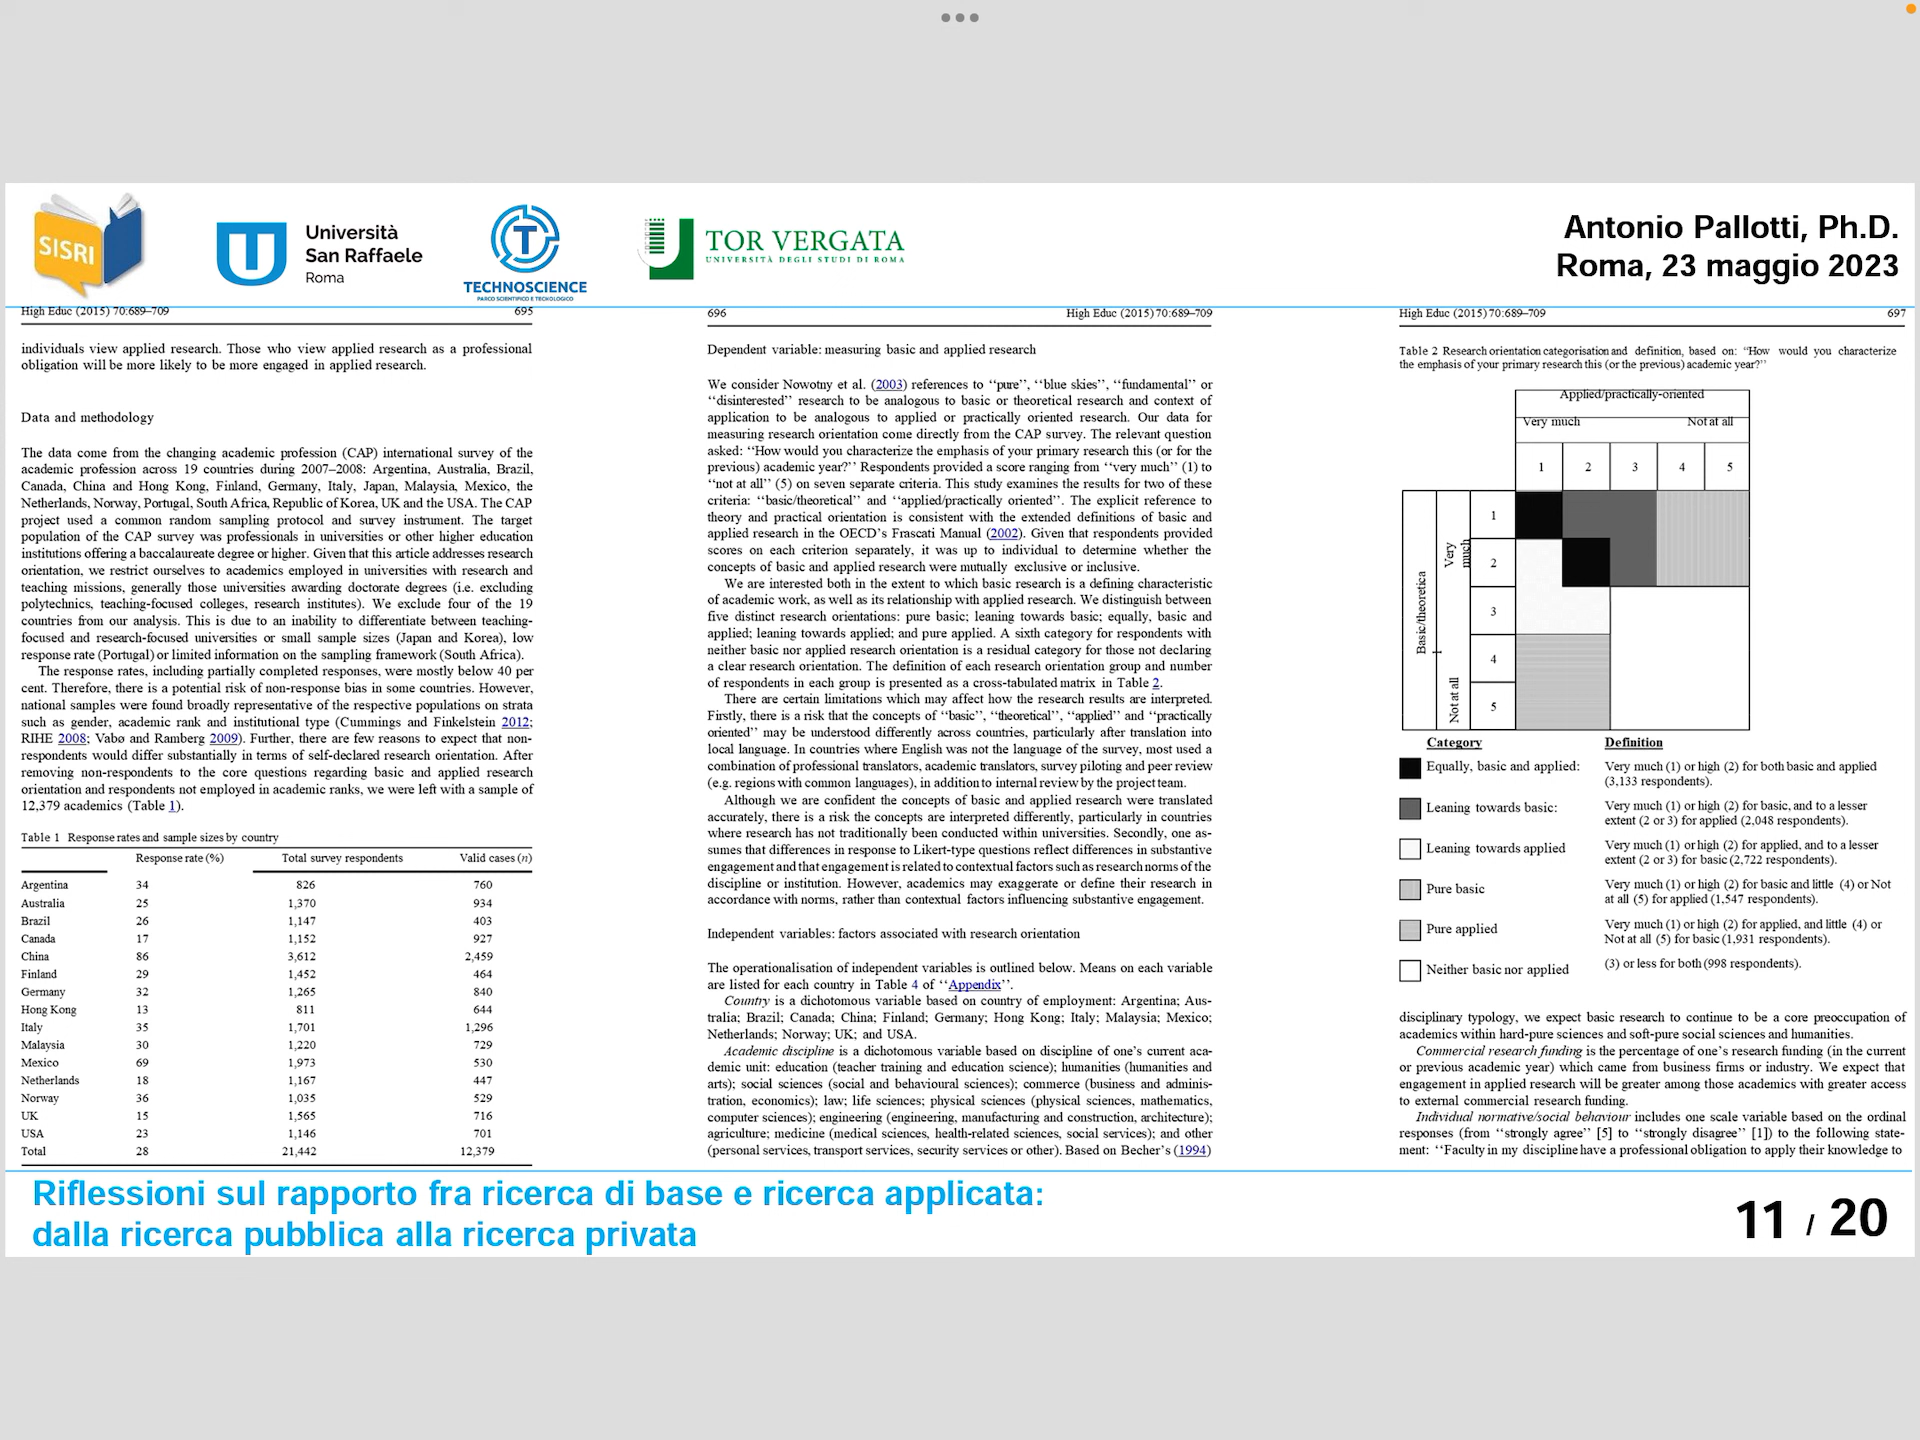 SISRI
Università
San Raffaele
Roma
T
TECHNOSCIENCE
PARCO SCIENTIFICO E TECNOLOGICO
TOR VERGATA
UNIVERSITÀ DEGLI STUDI DI ROMA
Antonio Pallotti, Ph.D.
Roma, 23 maggio 2023
High Educ (2015) 70:689–709 695
individuals view applied research. Those who view applied research as a professional
obligation will be more likely to be more engaged in applied research.
Data and methodology
The data come from the changing academic profession (CAP) international survey of the
academic profession across 19 countries during 2007–2008: Argentina, Australia, Brazil,
Canada, China and Hong Kong, Finland, Germany, Italy, Japan, Malaysia, Mexico, the
Netherlands, Norway, Portugal, South Africa, Republic of Korea, UK and the USA. The CAP
project used a common random sampling protocol and survey instrument. The target
population of the CAP survey was professionals in universities or other higher education
institutions offering a baccalaureate degree or higher. Given that this article addresses research
orientation, we restrict ourselves to academics employed in universities with research and
teaching missions, generally those universities awarding doctorate degrees (i.e. excluding
polytechnics, teaching-focused colleges, research institutes). We exclude four of the 19
countries from our analysis. This is due to an inability to differentiate between teaching-
focused and research-focused universities or small sample sizes (Japan and Korea), low
response rate (Portugal) or limited information on the sampling framework (South Africa).
The response rates, including partially completed responses, were mostly below 40 per
cent. Therefore, there is a potential risk of non-response bias in some countries. However,
national samples were found broadly representative of the respective populations on strata
such as gender, academic rank and institutional type (Cummings and Finkelstein 2012;
RIHE 2008; Vabø and Ramberg 2009). Further, there are few reasons to expect that non-
respondents would differ substantially in terms of self-declared research orientation. After
removing non-respondents to the core questions regarding basic and applied research
orientation and respondents not employed in academic ranks, we were left with a sample of
12,379 academics (Table 1).
Table 1 Response rates and sample sizes by country
Response rate (%) Total survey respondents Valid cases (n)
Argentina 34 826 760
Australia 25 1,370 934
Brazil 26 1,147 403
Canada 17 1,152 927
China 86 3,612 2,459
Finland 29 1,452 464
Germany 32 1,265 840
Hong Kong 13 811 644
Italy 35 1,701 1,296
Malaysia 30 1,220 729
Mexico 69 1,973 530
Netherlands 18 1,167 447
Norway 36 1,035 529
UK 15 1,565 716
USA 23 1,146 701
Total 28 21,442 12,379
696 High Educ (2015) 70:689–709
Dependent variable: measuring basic and applied research
We consider Nowotny et al. (2003) references to ‘‘pure’’, ‘‘blue skies’’, ‘‘fundamental’’ or
‘‘disinterested’’ research to be analogous to basic or theoretical research and context of
application to be analogous to applied or practically oriented research. Our data for
measuring research orientation come directly from the CAP survey. The relevant question
asked: ‘‘How would you characterize the emphasis of your primary research this (or for the
previous) academic year?’’ Respondents provided a score ranging from ‘‘very much’’ (1) to
‘‘not at all’’ (5) on seven separate criteria. This study examines the results for two of these
criteria: ‘‘basic/theoretical’’ and ‘‘applied/practically oriented’’. The explicit reference to
theory and practical orientation is consistent with the extended definitions of basic and
applied research in the OECD’s Frascati Manual (2002). Given that respondents provided
scores on each criterion separately, it was up to individual to determine whether the
concepts of basic and applied research were mutually exclusive or inclusive.
We are interested both in the extent to which basic research is a defining characteristic
of academic work, as well as its relationship with applied research. We distinguish between
five distinct research orientations: pure basic; leaning towards basic; equally, basic and
applied; leaning towards applied; and pure applied. A sixth category for respondents with
neither basic nor applied research orientation is a residual category for those not declaring
a clear research orientation. The definition of each research orientation group and number
of respondents in each group is presented as a cross-tabulated matrix in Table 2.
There are certain limitations which may affect how the research results are interpreted.
Firstly, there is a risk that the concepts of ‘‘basic’’, ‘‘theoretical’’, ‘‘applied’’ and ‘‘practically
oriented’’ may be understood differently across countries, particularly after translation into
local language. In countries where English was not the language of the survey, most used a
combination of professional translators, academic translators, survey piloting and peer review
(e.g. regions with common languages), in addition to internal review by the project team.
Although we are confident the concepts of basic and applied research were translated
accurately, there is a risk the concepts are interpreted differently, particularly in countries
where research has not traditionally been conducted within universities. Secondly, one as-
sumes that differences in response to Likert-type questions reflect differences in substantive
engagement and that engagement is related to contextual factors such as research norms of the
discipline or institution. However, academics may exaggerate or define their research in
accordance with norms, rather than contextual factors influencing substantive engagement.
Independent variables: factors associated with research orientation
The operationalisation of independent variables is outlined below. Means on each variable
are listed for each country in Table 4 of ‘‘Appendix’’.
Country is a dichotomous variable based on country of employment: Argentina; Aus-
tralia; Brazil; Canada; China; Finland; Germany; Hong Kong; Italy; Malaysia; Mexico;
Netherlands; Norway; UK; and USA.
Academic discipline is a dichotomous variable based on discipline of one’s current aca-
demic unit: education (teacher training and education science); humanities (humanities and
arts); social sciences (social and behavioural sciences); commerce (business and adminis-
tration, economics); law; life sciences; physical sciences (physical sciences, mathematics,
computer sciences); engineering (engineering, manufacturing and construction, architecture);
agriculture; medicine (medical sciences, health-related sciences, social services); and other
(personal services, transport services, security services or other). Based on Becher’s (1994)
High Educ (2015) 70:689–709 697
Table 2 Research orientation categorisation and definition, based on: ‘‘How would you characterize
the emphasis of your primary research this (or the previous) academic year?’’
Applied/practically-oriented
Very much Not at all
1 2 3 4 5
Basic/theoretical
Very much
Not at all
1
2
3
4
5
Category Definition
Equally, basic and applied: Very much (1) or high (2) for both basic and applied
(3,133 respondents).
Leaning towards basic: Very much (1) or high (2) for basic, and to a lesser
extent (2 or 3) for applied (2,048 respondents).
Leaning towards applied Very much (1) or high (2) for applied, and to a lesser
extent (2 or 3) for basic (2,722 respondents).
Pure basic Very much (1) or high (2) for basic and little (4) or Not
at all (5) for applied (1,547 respondents).
Pure applied Very much (1) or high (2) for applied, and little (4) or
Not at all (5) for basic (1,931 respondents).
Neither basic nor applied (3) or less for both (998 respondents).
disciplinary typology, we expect basic research to continue to be a core preoccupation of
academics within hard-pure sciences and soft-pure social sciences and humanities.
Commercial research funding is the percentage of one’s research funding (in the current
or previous academic year) which came from business firms or industry. We expect that
engagement in applied research will be greater among those academics with greater access
to external commercial research funding.
Individual normative/social behaviour includes one scale variable based on the ordinal
responses (from ‘‘strongly agree’’ [5] to ‘‘strongly disagree’’ [1]) to the following state-
ment: ‘‘Faculty in my discipline have a professional obligation to apply their knowledge to
Riflessioni sul rapporto fra ricerca di base e ricerca applicata:
dalla ricerca pubblica alla ricerca privata
11 / 20